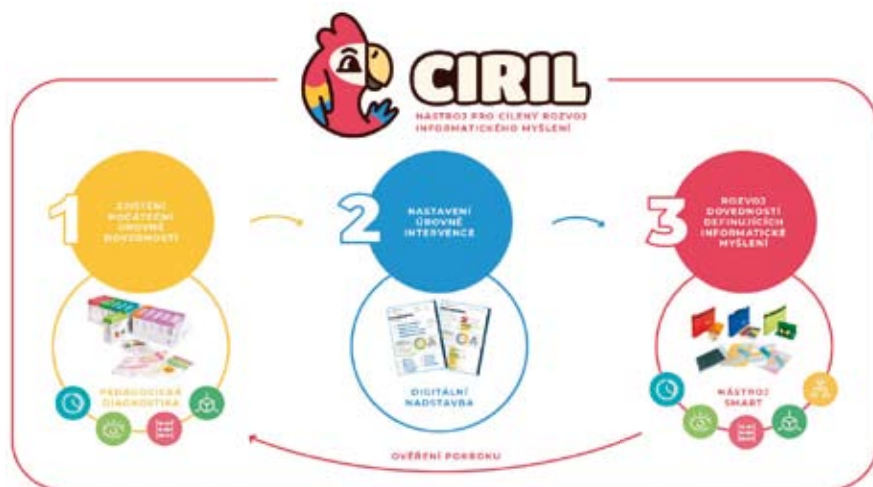 CIRIL
NÁSTROJ PRO CÍLENÝ ROZVOJ
INFORMATICKÉHO MYŠLENÍ
1
ZJIŠTĚNÍ
POČÁTEČNÍ
ÚROVNĚ
DOVEDNOSTÍ
PEDAGOGICKÁ
DIAGNOSTIKA
2
NASTAVENÍ
ÚROVNĚ
INTERVENCE
DIGITÁLNÍ
NADSTAVBA
3
ROZVOJ
DOVEDNOSTÍ
DEFINUJÍCÍCH
INFORMATICKÉ
MYŠLENÍ
NÁSTROJ
SMART
OVĚŘENÍ POKROKU